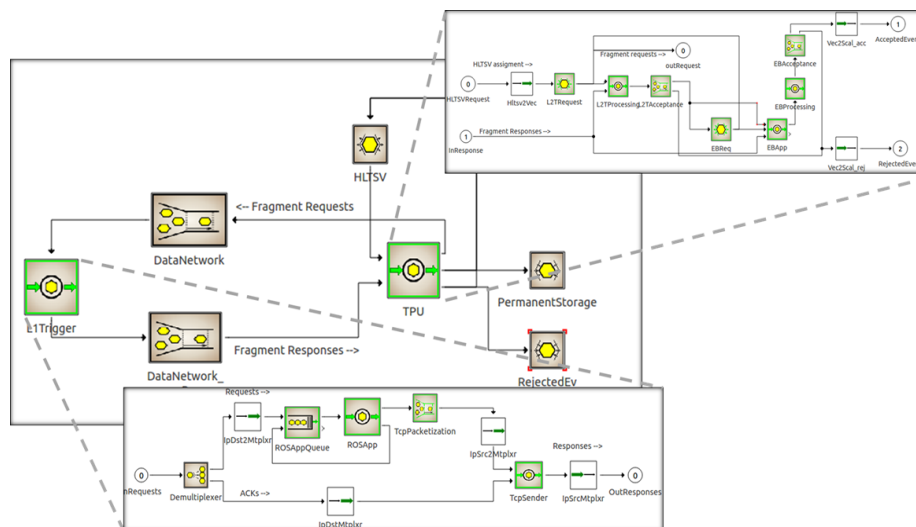 Vec2Scal_acc
AcceptedEve
1
Fragment requests -->
0
outRequest
EBAcceptance
HLTSV assigment -->
0
HLTSVRequest
Hltsv2Vec
L2TRequest
L2TProcessing
L2TAcceptance
EBProcessing
1
Fragment Responses -->
InResponse
EBReq
EBApp
Vec2Scal_rej
2
RejectedEve
HLTSV
<-- Fragment Requests
DataNetwork
L1Trigger
TPU
PermanentStorage
Fragment Responses -->
DataNetwork_
RejectedEv
Requests -->
IpDst2Mtplxr
ROSAppQueue
ROSApp
TcpPacketization
IpSrc2Mtplxr
Responses -->
0
nRequests
Demultiplexer
ACKs -->
IpDstMtplxr
TcpSender
IpSrcMtplxr
0
OutResponses